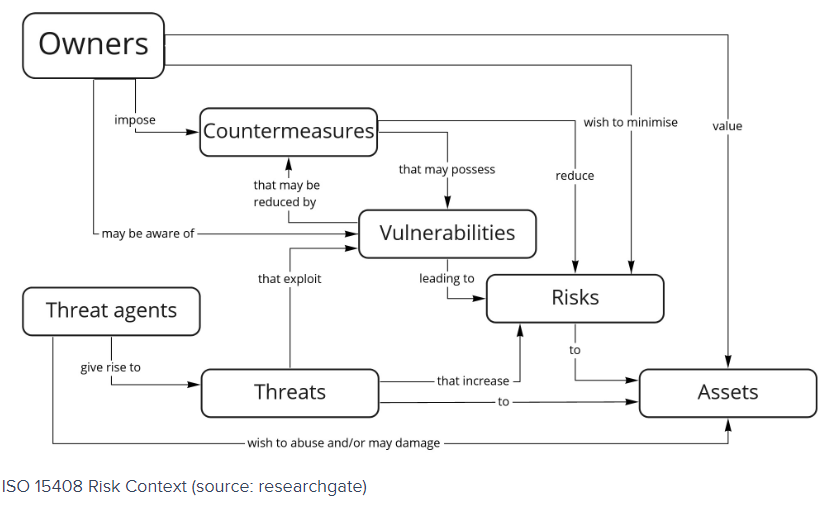 Owners
impose
Countermeasures
wish to minimise
value
that may possess
reduce
that may be
reduced by
may be aware of
Vulnerabilities
that exploit
leading to
Risks
Threat agents
to
give rise to
Threats
that increase
to
Assets
wish to abuse and/or may damage
ISO 15408 Risk Context (source: researchgate)